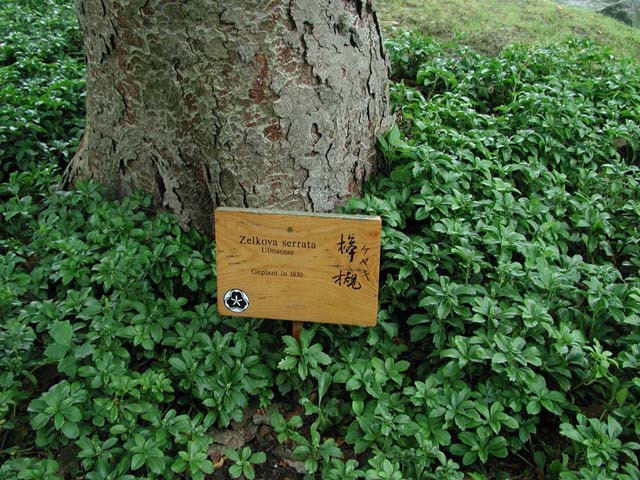 Zelkova serrata
Ulmaceae
Geplant in 1830
ケヤキ
欅
槻